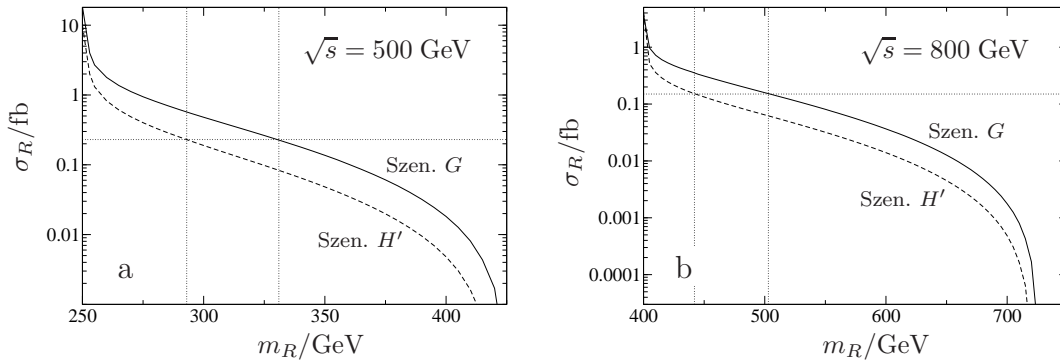 10
1
0.1
0.01
σ_R/fb
√s = 500 GeV
Szen. G
Szen. H′
a
250
300
350
400
m_R/GeV
1
0.1
0.01
0.001
0.0001
σ_R/fb
√s = 800 GeV
Szen. G
Szen. H′
b
400
500
600
700
m_R/GeV